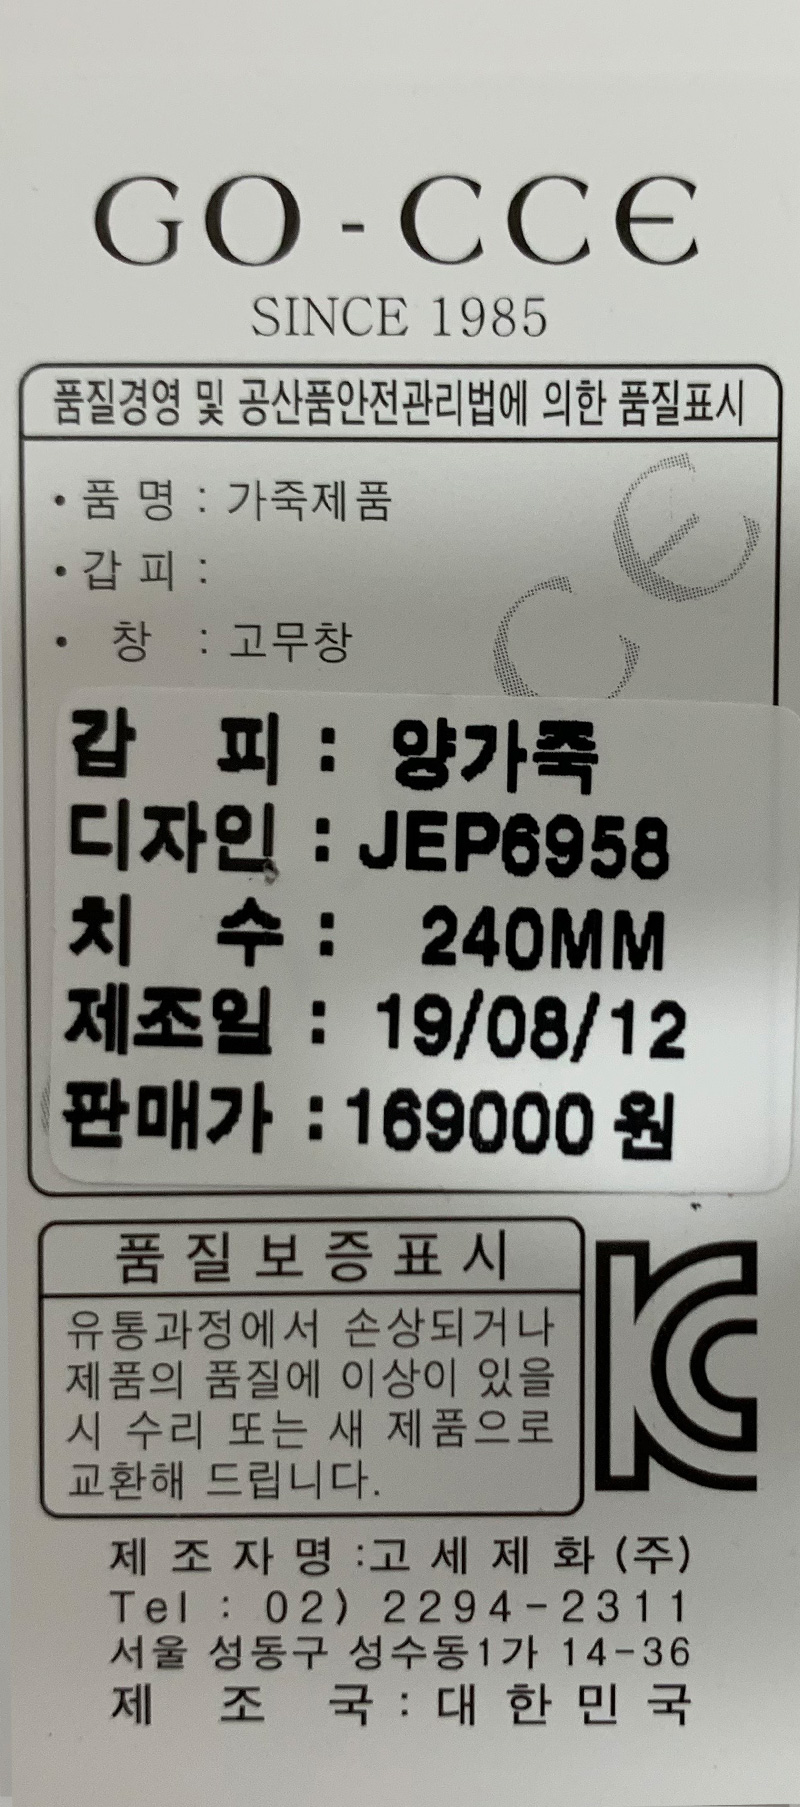 GO-CCE
SINCE 1985
품질경영 및 공산품안전관리법에 의한 품질표시
• 품 명 : 가죽제품
• 갑 피 :
• 창 : 고무창
갑 피 : 양가죽
디자인 : JEP6958
치 수 : 240MM
제조일 : 19/08/12
판매가 : 169000 원
품질보증표시
유통과정에서 손상되거나
제품의 품질에 이상이 있을
시 수리 또는 새 제품으로
교환해 드립니다.
제조자명:고세제화(주)
Tel : 02) 2294-2311
서울 성동구 성수동1가 14-36
제 조 국 : 대한민국